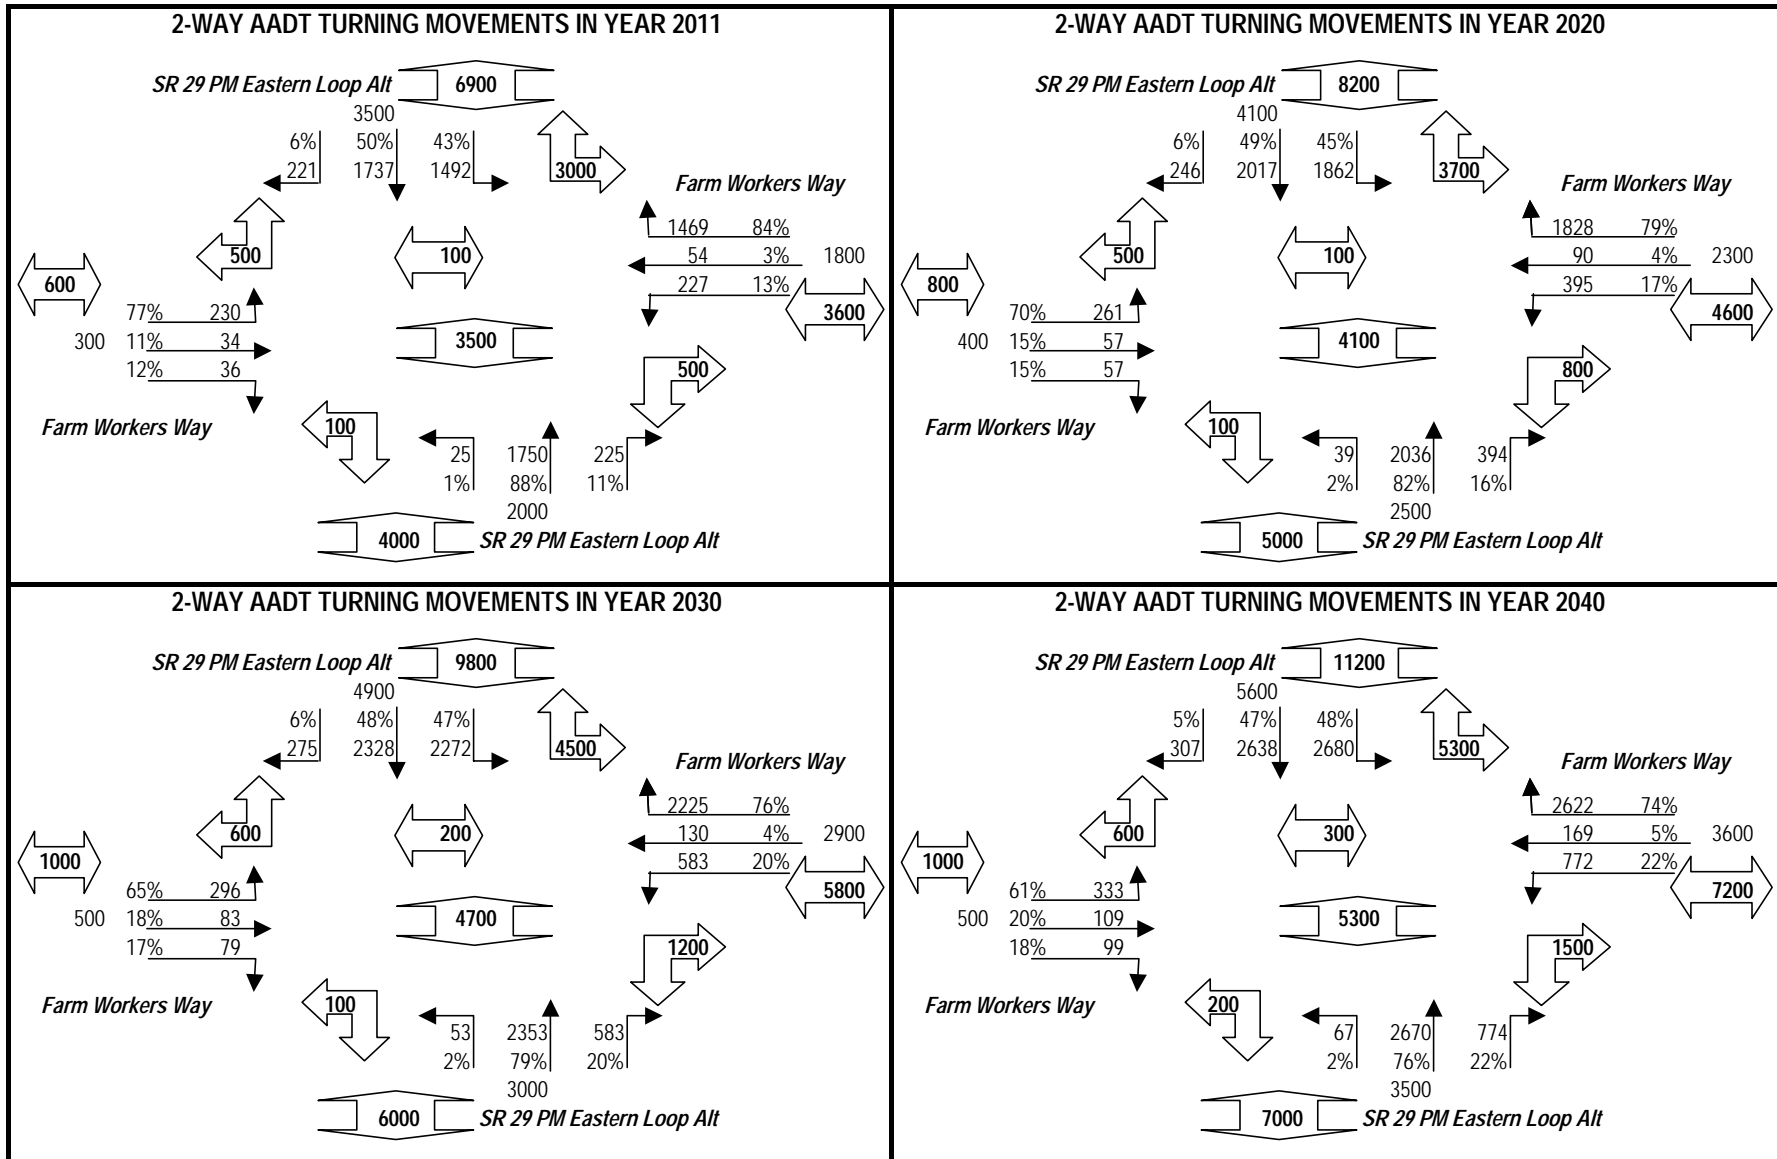 2-WAY AADT TURNING MOVEMENTS IN YEAR 2011
SR 29 PM Eastern Loop Alt 6900
3500
6% 50% 43%
221 1737 1492 3000
Farm Workers Way
1469 84%
500 100 54 3% 1800
600 227 13%
3600
77% 230
300 11% 34 3500
12% 36 500
Farm Workers Way 100
25 1750 225
1% 88% 11%
2000
4000 SR 29 PM Eastern Loop Alt
2-WAY AADT TURNING MOVEMENTS IN YEAR 2020
SR 29 PM Eastern Loop Alt 8200
4100
6% 49% 45%
246 2017 1862 3700
Farm Workers Way
1828 79%
500 100 90 4% 2300
800 395 17%
4600
70% 261
400 15% 57 4100
15% 57 800
Farm Workers Way 100
39 2036 394
2% 82% 16%
2500
5000 SR 29 PM Eastern Loop Alt
2-WAY AADT TURNING MOVEMENTS IN YEAR 2030
SR 29 PM Eastern Loop Alt 9800
4900
6% 48% 47%
275 2328 2272 4500
Farm Workers Way
2225 76%
600 200 130 4% 2900
1000 583 20%
5800
65% 296
500 18% 83 4700
17% 79 1200
Farm Workers Way 100
53 2353 583
2% 79% 20%
3000
6000 SR 29 PM Eastern Loop Alt
2-WAY AADT TURNING MOVEMENTS IN YEAR 2040
SR 29 PM Eastern Loop Alt 11200
5600
5% 47% 48%
307 2638 2680 5300
Farm Workers Way
2622 74%
600 300 169 5% 3600
1000 772 22%
7200
61% 333
500 20% 109 5300
18% 99 1500
Farm Workers Way 200
67 2670 774
2% 76% 22%
3500
7000 SR 29 PM Eastern Loop Alt